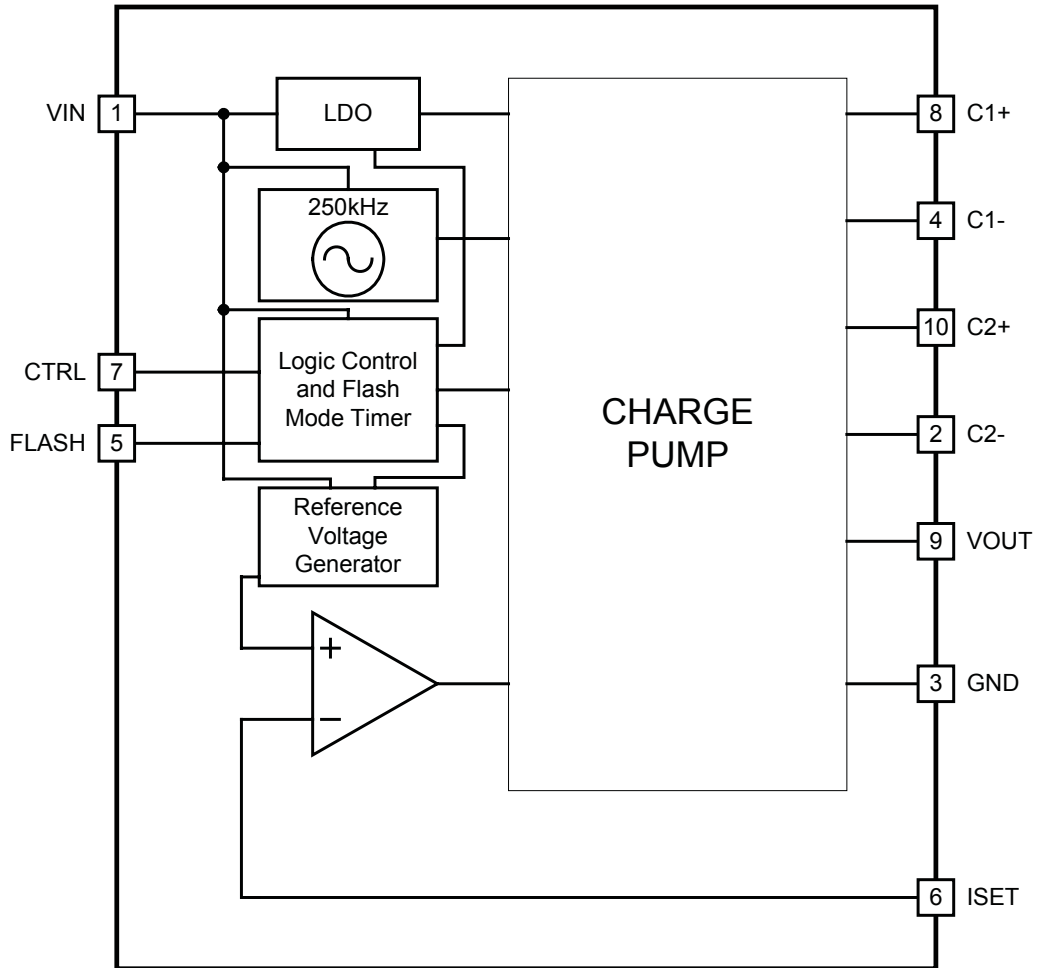 VIN 1
LDO
8 C1+
250kHz
4 C1-
10 C2+
CTRL 7
Logic Control
and Flash
Mode Timer
FLASH 5
CHARGE
PUMP
2 C2-
Reference
Voltage
Generator
9 VOUT
+
−
3 GND
6 ISET